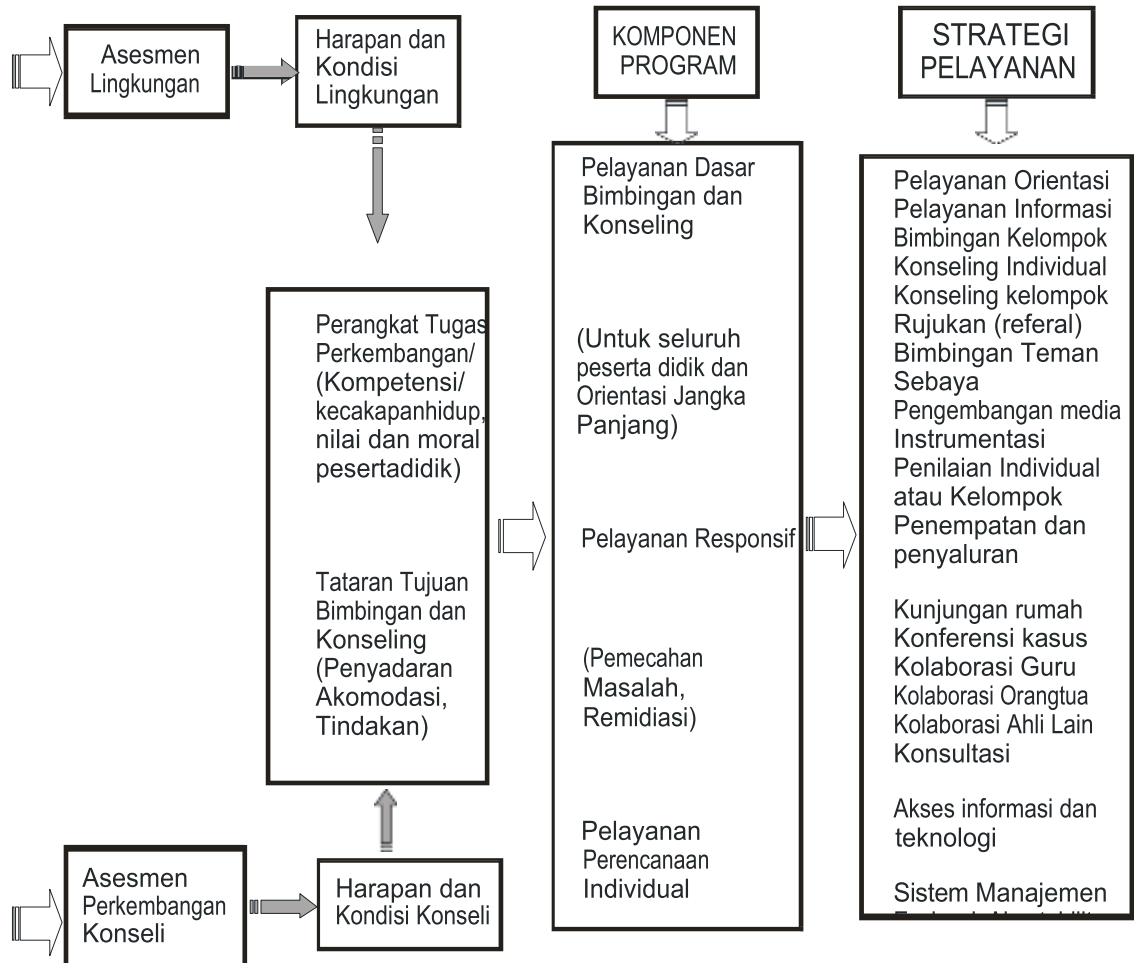 Asesmen
Lingkungan
Harapan dan
Kondisi
Lingkungan
KOMPONEN
PROGRAM
STRATEGI
PELAYANAN
Perangkat Tugas
Perkembangan/
(Kompetensi/
kecakapanhidup,
nilai dan moral
pesertadidik)
Tataran Tujuan
Bimbingan dan
Konseling
(Penyadaran
Akomodasi,
Tindakan)
Pelayanan Dasar
Bimbingan dan
Konseling
(Untuk seluruh
peserta didik dan
Orientasi Jangka
Panjang)
Pelayanan Responsif
(Pemecahan
Masalah,
Remidiasi)
Pelayanan
Perencanaan
Individual
Pelayanan Orientasi
Pelayanan Informasi
Bimbingan Kelompok
Konseling Individual
Konseling kelompok
Rujukan (referal)
Bimbingan Teman
Sebaya
Pengembangan media
Instrumentasi
Penilaian Individual
atau Kelompok
Penempatan dan
penyaluran
Kunjungan rumah
Konferensi kasus
Kolaborasi Guru
Kolaborasi Orangtua
Kolaborasi Ahli Lain
Konsultasi
Akses informasi dan
teknologi
Sistem Manajemen
Asesmen
Perkembangan
Konseli
Harapan dan
Kondisi Konseli